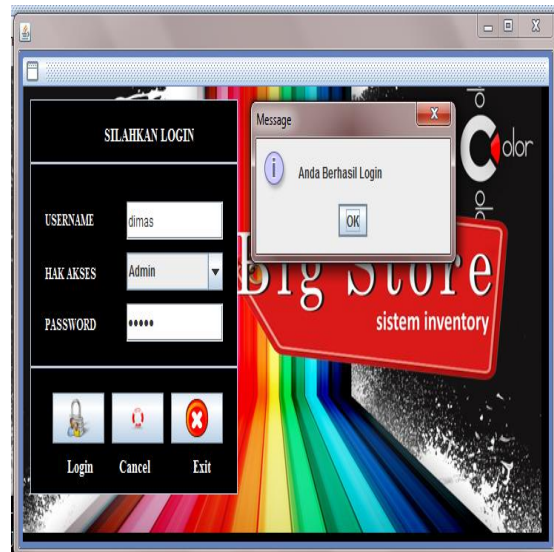 SILAHKAN LOGIN
USERNAME
dimas
HAK AKSES
Admin
PASSWORD
•••••
Login
Cancel
Exit
Message
Anda Berhasil Login
OK
Color
Big Store
sistem inventory